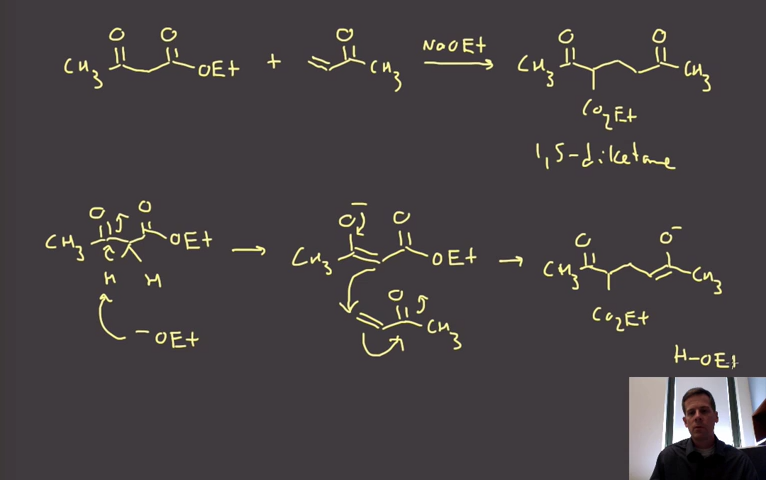 O O O NaOEt O O
CH3 OEt + CH3 CH3 CH3
CO2Et
1,5-diketone
O O O⁻ O O O⁻
CH3 OEt CH3 OEt CH3 CH3
H H O CO2Et
CH3
⁻OEt H-OEt